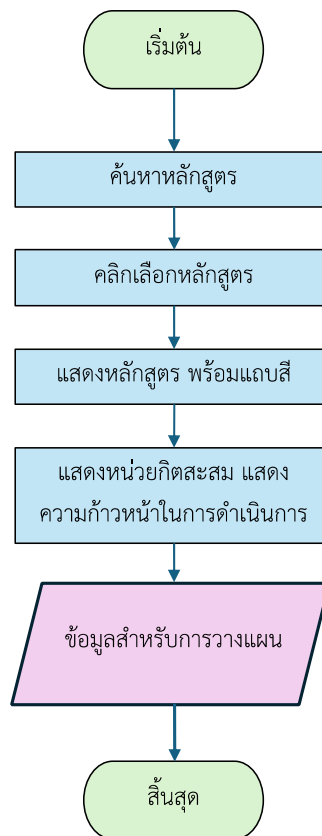 เริ่มต้น
ค้นหาหลักสูตร
คลิกเลือกหลักสูตร
แสดงหลักสูตร พร้อมแถบสี
แสดงหน่วยกิตสะสม แสดง
ความก้าวหน้าในการดำเนินการ
ข้อมูลสำหรับการวางแผน
สิ้นสุด